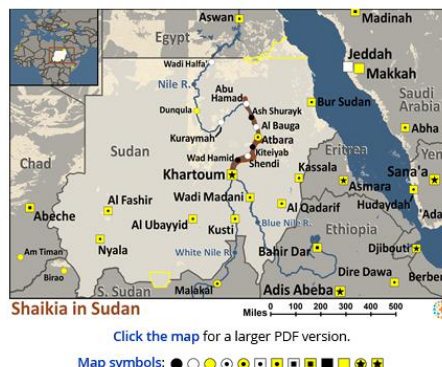 Aswan
Madinah
Egypt
Wadi Halfa
Jeddah
Makkah
Nile R.
Abu
Hamad
Saudi
Arabia
Ash Shurayk
Bur Sudan
Dunqula
Al Bauga
Kuraymah
Atbara
Abha
Sudan
Kiteiyab
Eritrea
Chad
Wad Hamid
Shendi
Khartoum
Kassala
Sana'a
Asmara
Al Fashir
Wadi Madani
Hudaydah
Abeche
Al Qadarif
Al Ubayyid
Kusti
Blue Nile R.
Ethiopia
Nyala
Bahir Dar
Djibouti
Am Timan
White Nile R.
Birao
Dire Dawa
S. Sudan
Malakal
Adis Abeba
Shaikia in Sudan
Miles 0 100 200 300 400 500
Click the map for a larger PDF version.
Map symbols: